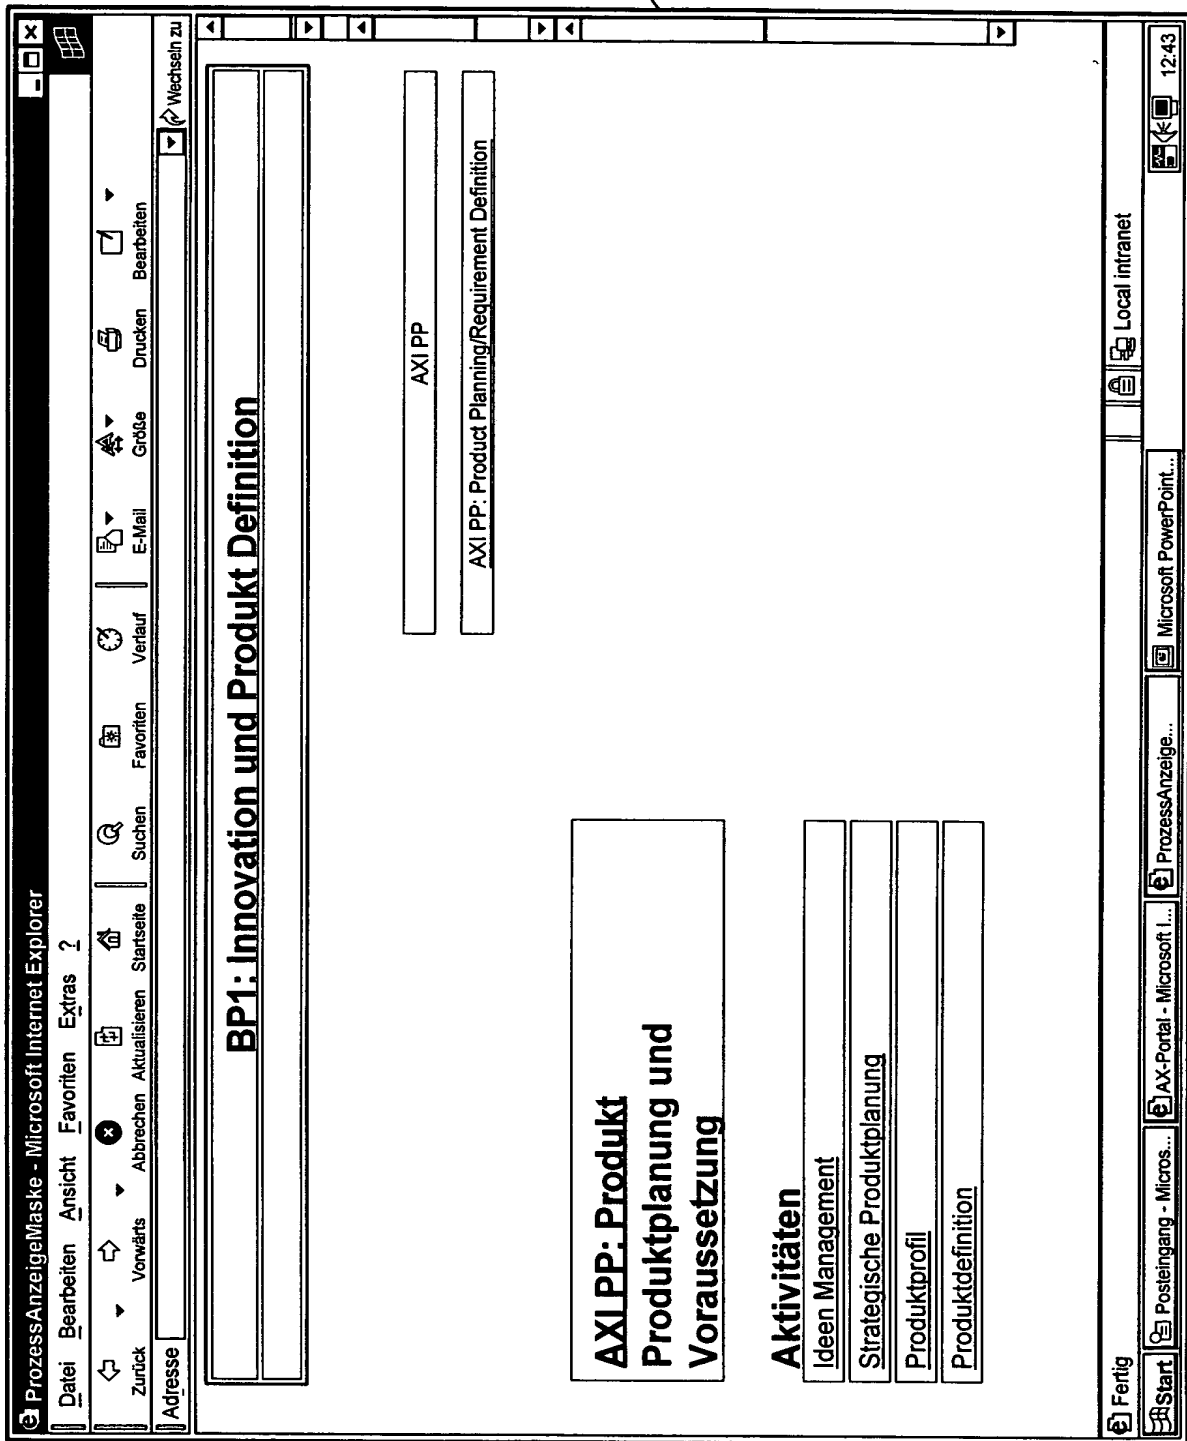 ProzessAnzeigeMaske - Microsoft Internet Explorer
Datei Bearbeiten Ansicht Favoriten Extras ?
Zurück Vorwärts Abbrechen Aktualisieren Startseite Suchen Favoriten Verlauf E-Mail Größe Drucken Bearbeiten
Adresse Wechseln zu
BP1: Innovation und Produkt Definition
AXI PP
AXI PP: Product Planning/Requirement Definition
AXI PP: Produkt
Produktplanung und
Voraussetzung
Aktivitäten
Ideen Management
Strategische Produktplanung
Produktprofil
Produktdefinition
Fertig Local intranet
Start Posteingang - Micros... AX-Portal - Microsoft I... ProzessAnzeige... Microsoft PowerPoint... 12:43